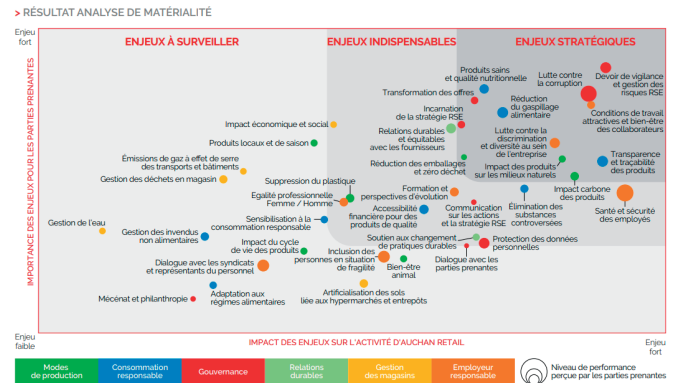 > RÉSULTAT ANALYSE DE MATÉRIALITÉ
Enjeu
fort
ENJEUX À SURVEILLER
ENJEUX INDISPENSABLES
ENJEUX STRATÉGIQUES
IMPORTANCE DES ENJEUX POUR LES PARTIES PRENANTES
Produits sains
et qualité nutritionnelle
Lutte contre
la corruption
Devoir de vigilance
et gestion des
risques RSE
Transformation des offres
Incarnation
de la stratégie RSE
Réduction
du gaspillage
alimentaire
Conditions de travail
attractives et bien-être
des collaborateurs
Impact économique et social
Relations durables
et équitables
avec les fournisseurs
Lutte contre la
discrimination
et diversité au sein
de l'entreprise
Produits locaux et de saison
Émissions de gaz à effet de serre
des transports et bâtiments
Réduction des emballages
et zéro déchet
Impact des produits
sur les milieux naturels
Transparence
et traçabilité
des produits
Gestion des déchets en magasin
Suppression du plastique
Egalité professionnelle
Femme / Homme
Formation et
perspectives d'évolution
Impact carbone
des produits
Gestion de l'eau
Sensibilisation à la
consommation responsable
Accessibilité
financière pour des
produits de qualité
Communication
sur les actions
et la stratégie RSE
Élimination des
substances
controversées
Santé et sécurité
des employés
Gestion des invendus
non alimentaires
Impact du cycle
de vie des produits
Soutien aux changement
de pratiques durables
Protection des données
personnelles
Inclusion des
personnes en situation
de fragilité
Dialogue avec les syndicats
et représentants du personnel
Bien-être
animal
Dialogue avec les
parties prenantes
Mécénat et philanthropie
Adaptation aux
régimes alimentaires
Artificialisation des sols
liée aux hypermarchés et entrepôts
Enjeu
faible
IMPACT DES ENJEUX SUR L'ACTIVITÉ D'AUCHAN RETAIL
Enjeu
fort
Modes
de production
Consommation
responsable
Gouvernance
Relations
durables
Gestion
des magasins
Employeur
responsable
Niveau de performance
perçue par les parties prenantes